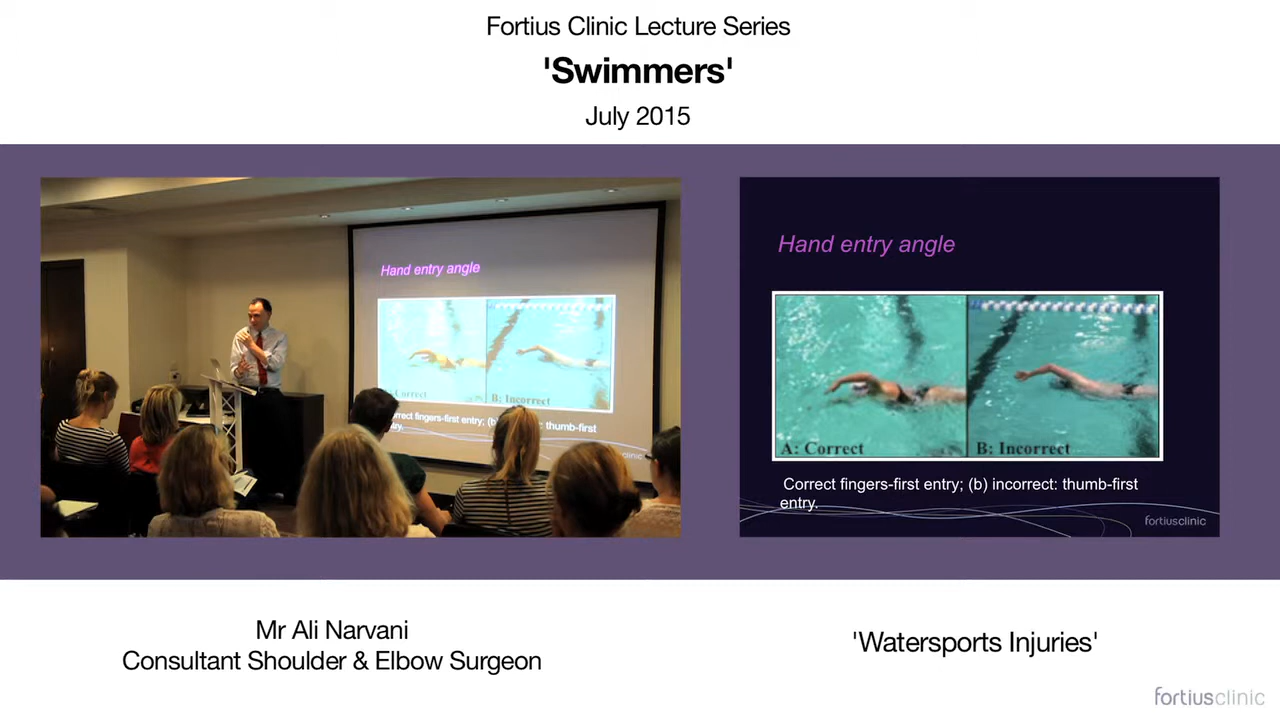 Fortius Clinic Lecture Series
'Swimmers'
July 2015
Hand entry angle
Correct
B: Incorrect
rrect fingers-first entry; (b
: thumb-first
Hand entry angle
A: Correct
B: Incorrect
Correct fingers-first entry; (b) incorrect: thumb-first
entry.
fortiusclinic
Mr Ali Narvani
Consultant Shoulder & Elbow Surgeon
'Watersports Injuries'
fortiusclinic